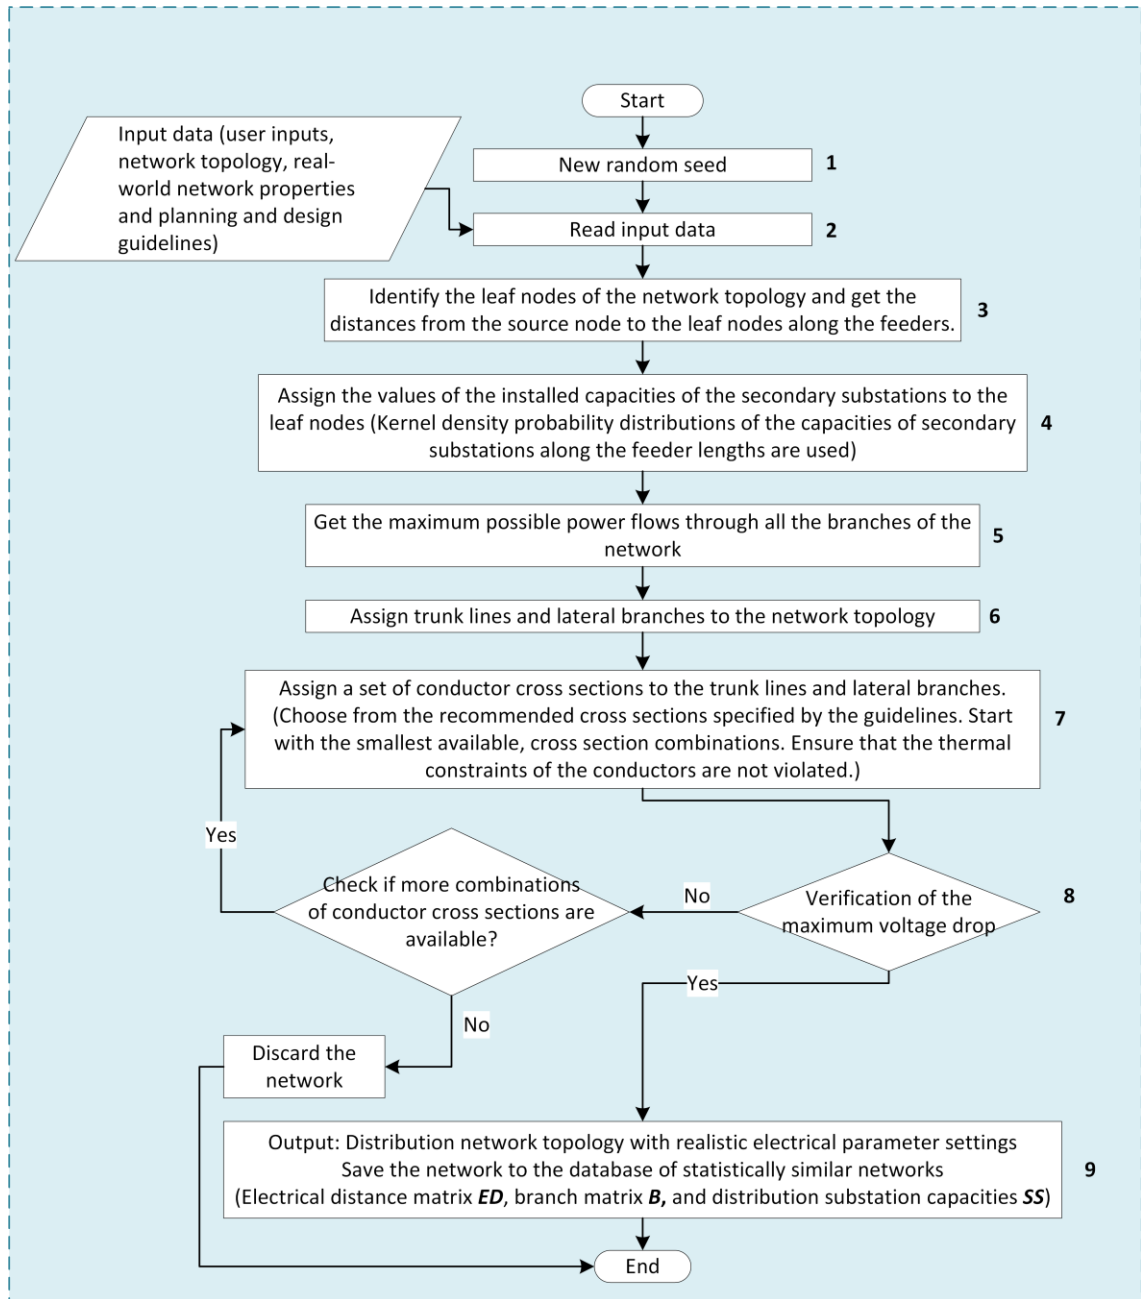 Start
Input data (user inputs,
network topology, real-
world network properties
and planning and design
guidelines)
New random seed
1
Read input data
2
Identify the leaf nodes of the network topology and get the
distances from the source node to the leaf nodes along the feeders.
3
Assign the values of the installed capacities of the secondary substations to the
leaf nodes (Kernel density probability distributions of the capacities of secondary
substations along the feeder lengths are used)
4
Get the maximum possible power flows through all the branches of the
network
5
Assign trunk lines and lateral branches to the network topology
6
Assign a set of conductor cross sections to the trunk lines and lateral branches.
(Choose from the recommended cross sections specified by the guidelines. Start
with the smallest available, cross section combinations. Ensure that the thermal
constraints of the conductors are not violated.)
7
Yes
Check if more combinations
of conductor cross sections are
available?
No
Verification of the
maximum voltage drop
8
Yes
No
Discard the
network
Output: Distribution network topology with realistic electrical parameter settings
Save the network to the database of statistically similar networks
(Electrical distance matrix ED, branch matrix B, and distribution substation capacities SS)
9
End